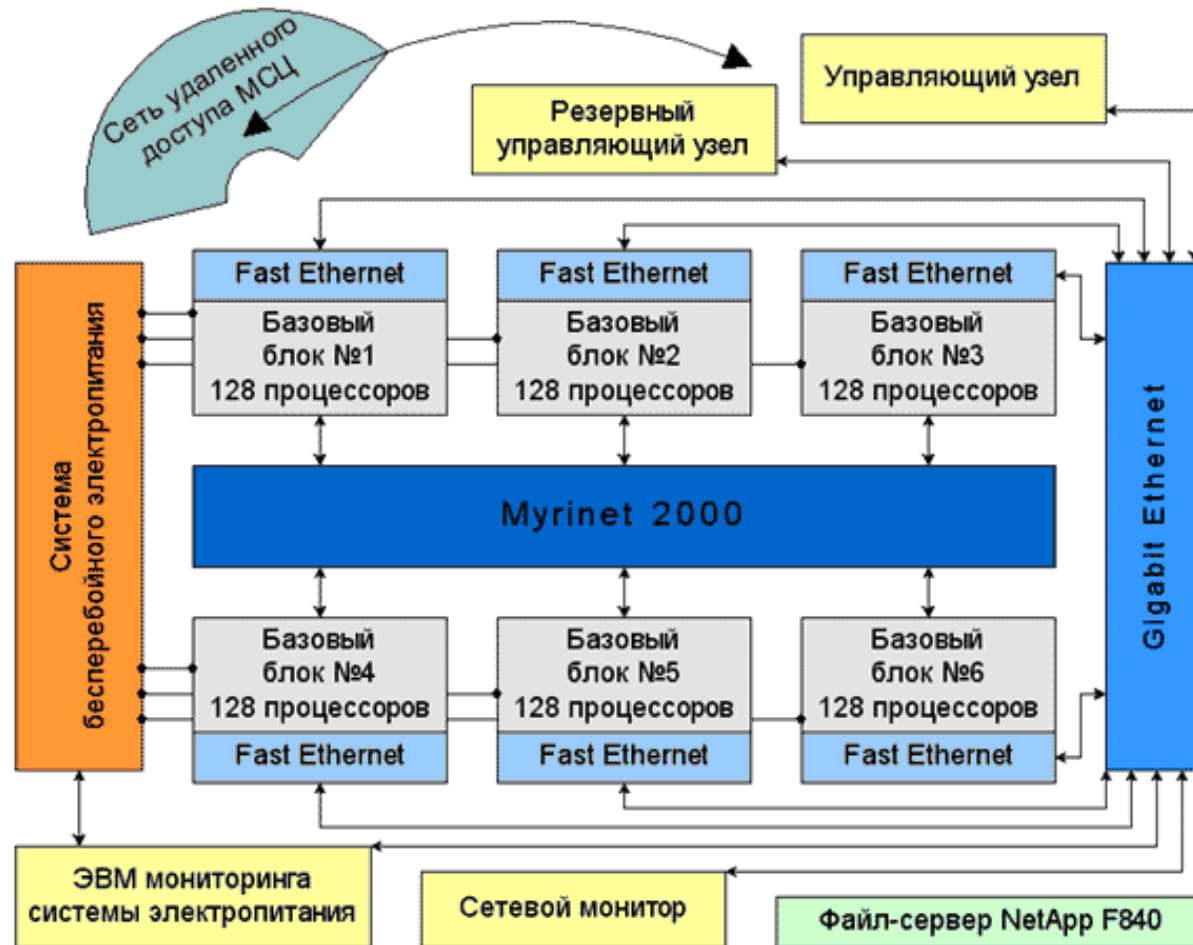 Сеть удаленного
доступа МСЦ
Управляющий узел
Резервный
управляющий узел
Fast Ethernet
Fast Ethernet
Fast Ethernet
Базовый
блок №1
128 процессоров
Базовый
блок №2
128 процессоров
Базовый
блок №3
128 процессоров
Система
бесперебойного электропитания
Myrinet 2000
Gigabit Ethernet
Базовый
блок №4
128 процессоров
Базовый
блок №5
128 процессоров
Базовый
блок №6
128 процессоров
Fast Ethernet
Fast Ethernet
Fast Ethernet
ЭВМ мониторинга
системы электропитания
Сетевой монитор
Файл-сервер NetApp F840